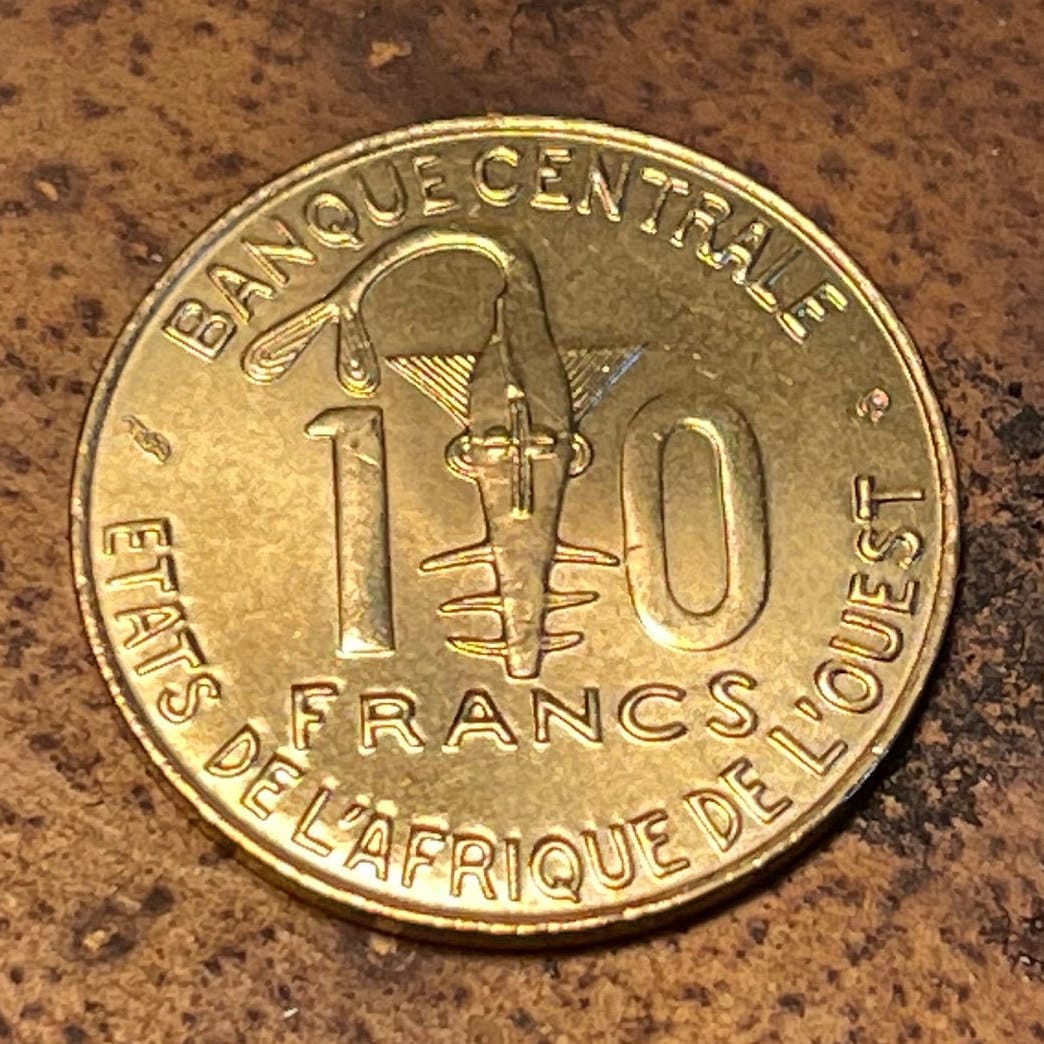 BANQUE CENTRALE
10
FRANCS
ETATS DE L'AFRIQUE DE L'OUEST